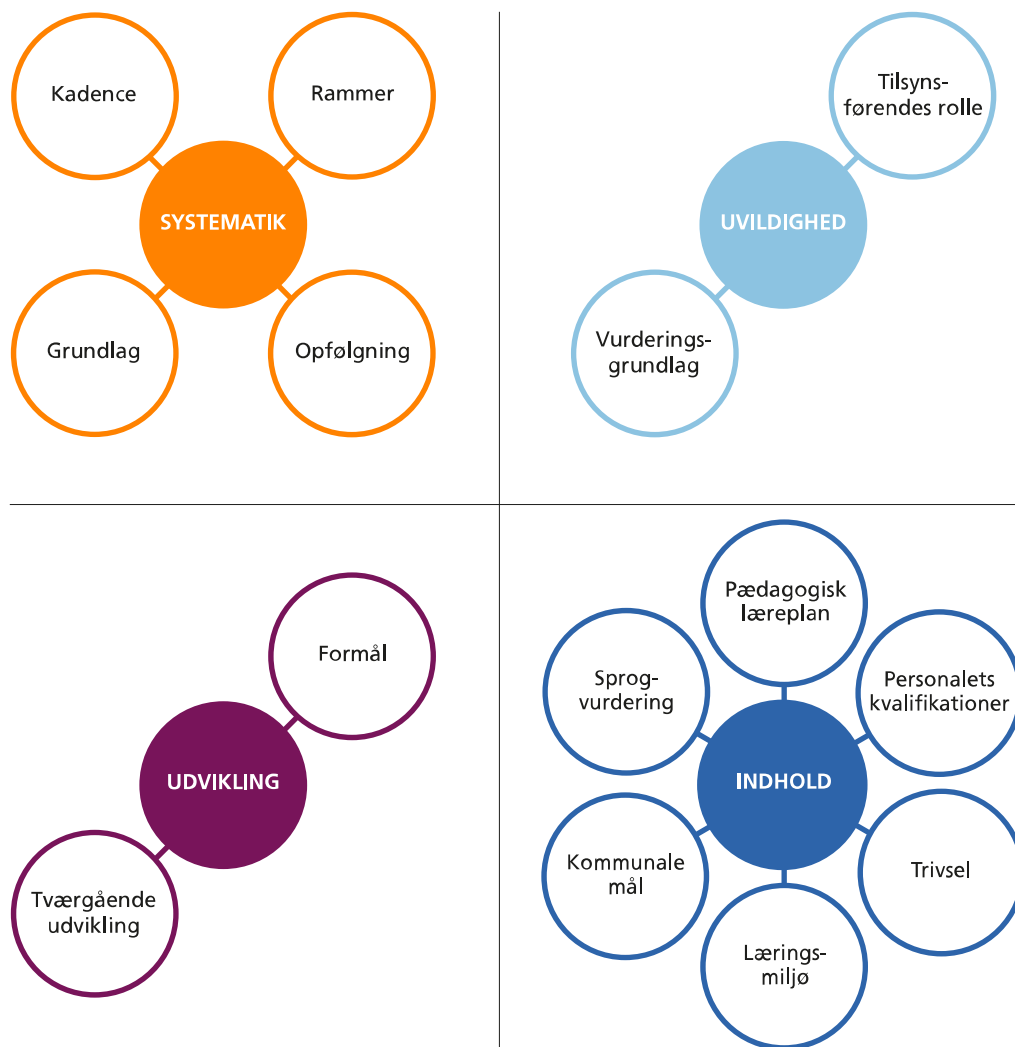 Kadence
Rammer
SYSTEMATIK
Grundlag
Opfølgning
Tilsyns-
førendes rolle
UVILDIGHED
Vurderings-
grundlag
Formål
UDVIKLING
Tværgående
udvikling
Pædagogisk
læreplan
Sprog-
vurdering
Personalets
kvalifikationer
INDHOLD
Kommunale
mål
Trivsel
Lærings-
miljø